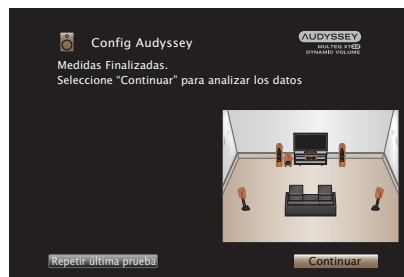 Config Audyssey
AUDYSSEY
MULTEQ XT32
DYNAMIC VOLUME
Medidas Finalizadas.
Seleccione “Continuar” para analizar los datos
Repetir última prueba
Continuar